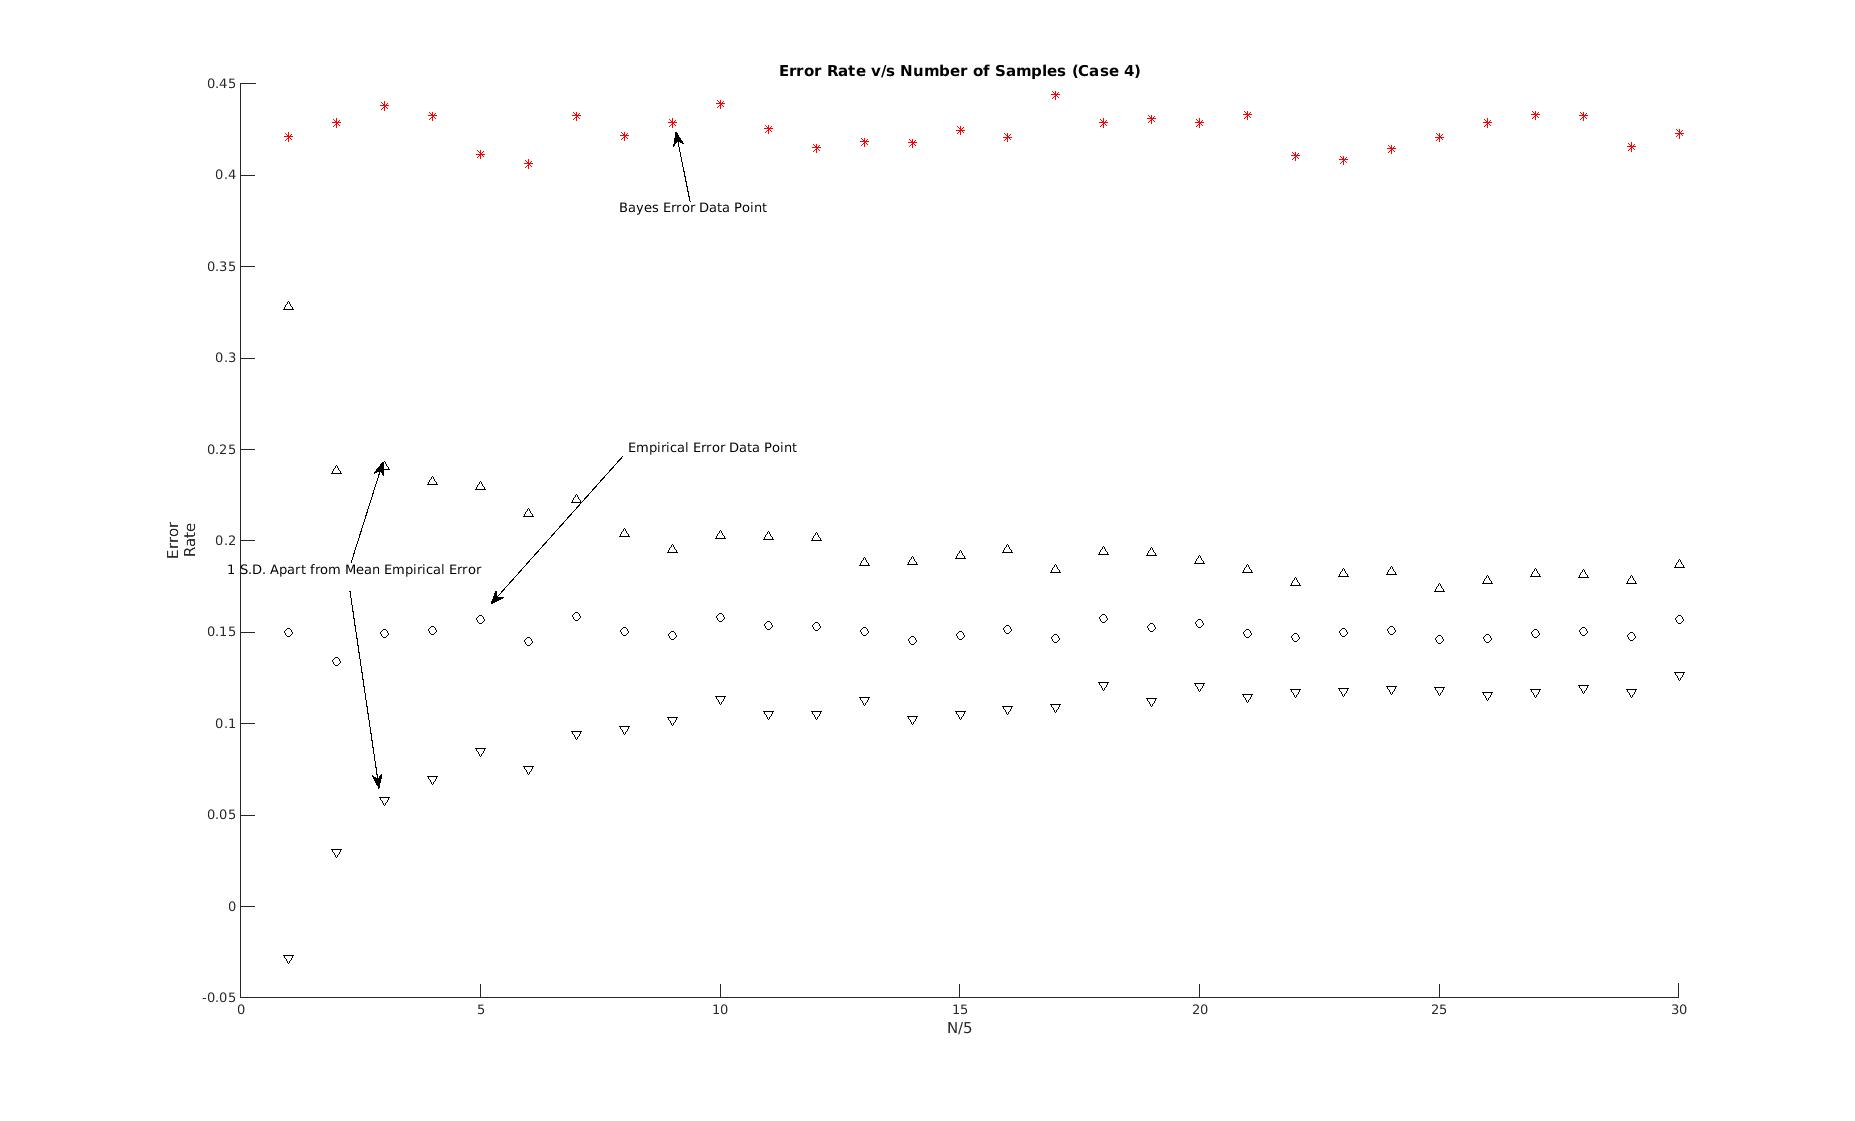 Error Rate v/s Number of Samples (Case 4)
0.45
0.4
Bayes Error Data Point
0.35
0.3
0.25
Empirical Error Data Point
0.2
Error
Rate
1 S.D. Apart from Mean Empirical Error
0.15
0.1
0.05
0
-0.05
0 5 10 15 20 25 30
N/5